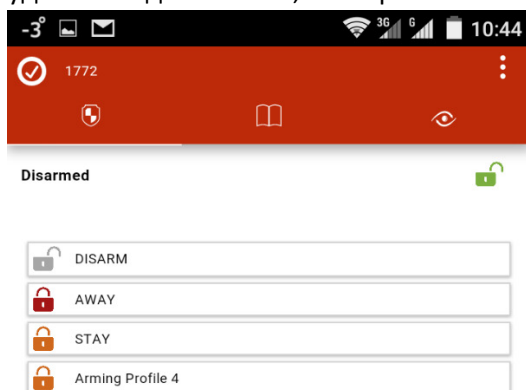 -3° 3G G 10:44
1772
Disarmed
DISARM
AWAY
STAY
Arming Profile 4